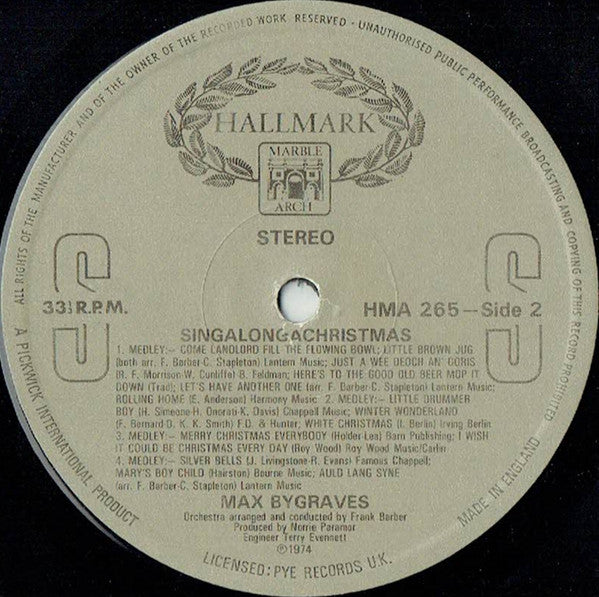 ALL RIGHTS OF THE MANUFACTURER AND OF THE OWNER OF THE RECORDED WORK RESERVED - UNAUTHORISED PUBLIC PERFORMANCE BROADCASTING AND COPYING OF THIS RECORD PROHIBITED
HALLMARK
MARBLE
ARCH
STEREO
33⅓ R.P.M.
HMA 265 — Side 2
SINGALONGACHRISTMAS
1. MEDLEY:- COME LANDLORD FILL THE FLOWING BOWL; LITTLE BROWN JUG
(both arr. F. Barber-C. Stapleton) Lantern Music; JUST A WEE DEOCH AN' DORIS
(R. F. Morrison-W. Cunliffe) B. Feldman; HERE'S TO THE GOOD OLD BEER MOP IT
DOWN (Trad); LET'S HAVE ANOTHER ONE (arr. F. Barber-C. Stapleton) Lantern Music;
ROLLING HOME (E. Anderson) Harmony Music 2. MEDLEY:- LITTLE DRUMMER
BOY (H. Simeone-H. Onorati-K. Davis) Chappell Music; WINTER WONDERLAND
(F. Bernard-D. K. K. Smith) F.D. & Hunter; WHITE CHRISTMAS (I. Berlin) Irving Berlin
3. MEDLEY:- MERRY CHRISTMAS EVERYBODY (Holder-Lea) Barn Publishing; I WISH
IT COULD BE CHRISTMAS EVERY DAY (Roy Wood) Roy Wood Music/Carlin
4. MEDLEY:- SILVER BELLS (J. Livingstone-R. Evans) Famous Chappell;
MARY'S BOY CHILD (Hairston) Bourne Music; AULD LANG SYNE
(arr. F. Barber-C. Stapleton) Lantern Music
MAX BYGRAVES
Orchestra arranged and conducted by Frank Barber
Produced by Norrie Paramor
Engineer Terry Evennett
℗1974
A PICKWICK INTERNATIONAL PRODUCT
LICENSED: PYE RECORDS U.K.
MADE IN ENGLAND